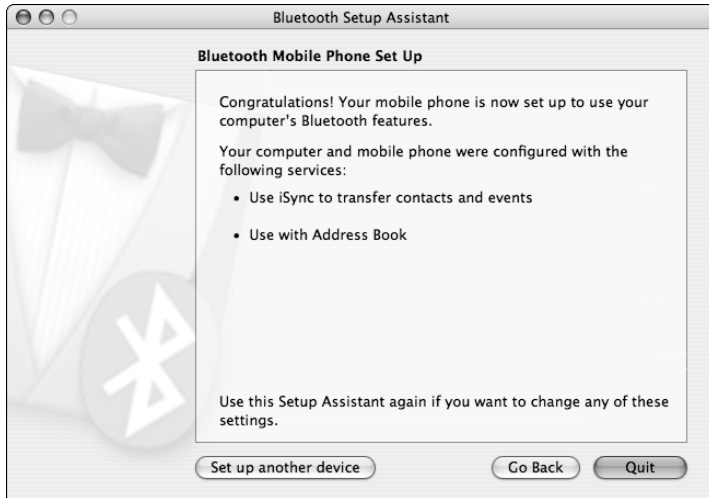 Bluetooth Setup Assistant
Bluetooth Mobile Phone Set Up
Congratulations! Your mobile phone is now set up to use your
computer's Bluetooth features.
Your computer and mobile phone were configured with the
following services:
• Use iSync to transfer contacts and events
• Use with Address Book
Use this Setup Assistant again if you want to change any of these
settings.
Set up another device Go Back Quit